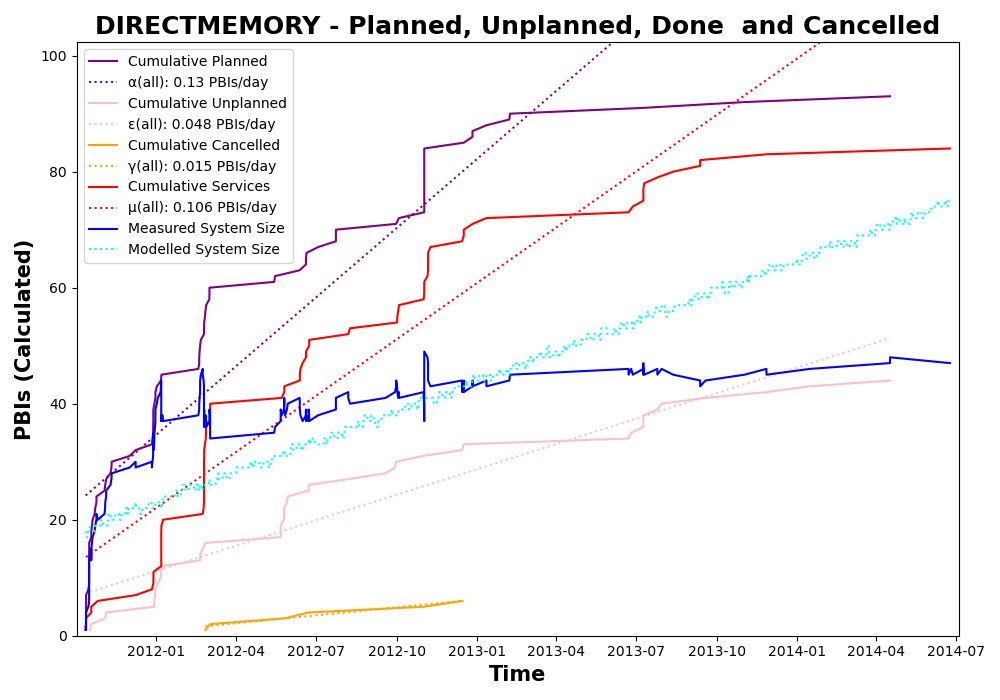 DIRECTMEMORY - Planned, Unplanned, Done  and Cancelled
Cumulative Planned
α(all): 0.13 PBIs/day
Cumulative Unplanned
ε(all): 0.048 PBIs/day
Cumulative Cancelled
γ(all): 0.015 PBIs/day
Cumulative Services
μ(all): 0.106 PBIs/day
Measured System Size
Modelled System Size
PBIs (Calculated)
100
80
60
40
20
0
2012-01 2012-04 2012-07 2012-10 2013-01 2013-04 2013-07 2013-10 2014-01 2014-04 2014-07
Time